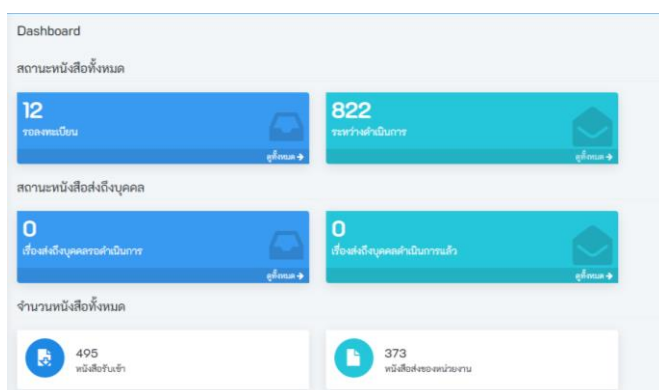 Dashboard
สถานะหนังสือทั้งหมด
12
รอลงทะเบียน
ดูทั้งหมด
822
ระหว่างดำเนินการ
ดูทั้งหมด
สถานะหนังสือส่งถึงบุคคล
0
เรื่องส่งถึงบุคคลรอดำเนินการ
ดูทั้งหมด
0
เรื่องส่งถึงบุคคลดำเนินการแล้ว
ดูทั้งหมด
จำนวนหนังสือทั้งหมด
495
หนังสือรับเข้า
373
หนังสือส่งของหน่วยงาน